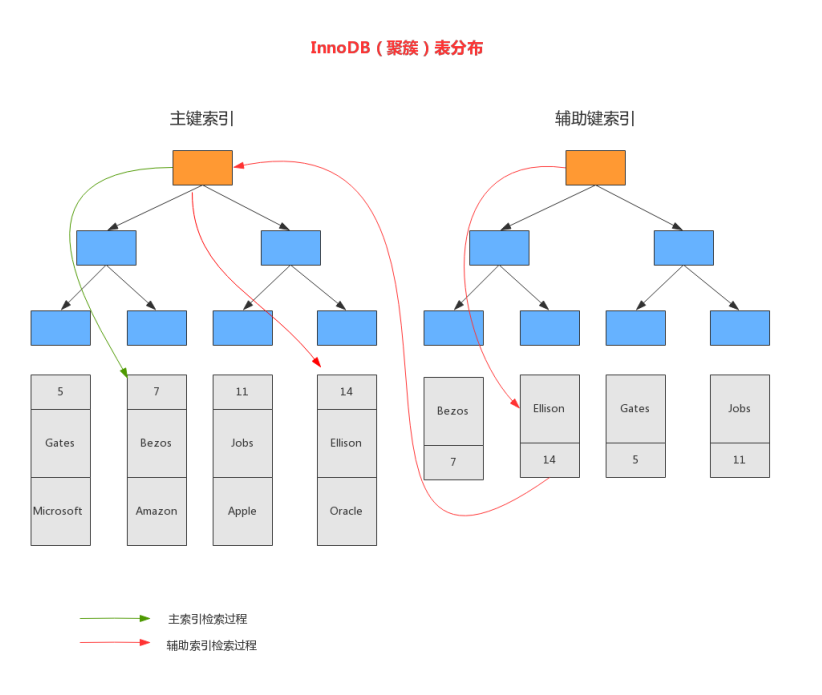 InnoDB（聚簇）表分布
主键索引
辅助键索引
5
7
11
14
Gates
Bezos
Jobs
Ellison
Microsoft
Amazon
Apple
Oracle
Bezos
Ellison
Gates
Jobs
7
14
5
11
主索引检索过程
辅助索引检索过程